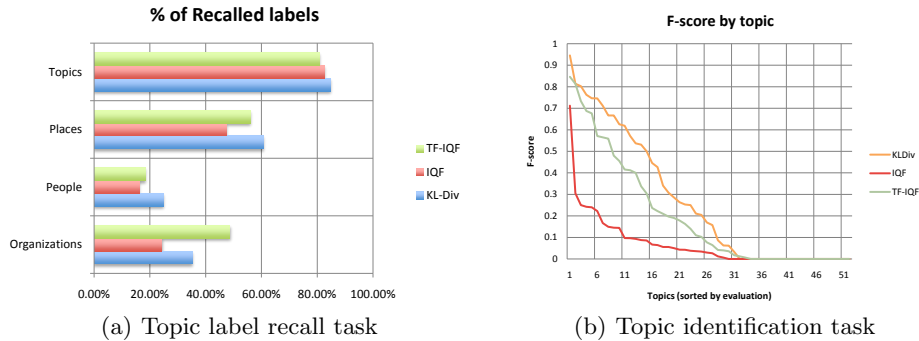 % of Recalled labels
Topics
Places
People
Organizations
0.00% 20.00% 40.00% 60.00% 80.00% 100.00%
TF-IQF
IQF
KL-Div
(a) Topic label recall task
F-score by topic
F-score
1
0.9
0.8
0.7
0.6
0.5
0.4
0.3
0.2
0.1
0
1 6 11 16 21 26 31 36 41 46 51
Topics (sorted by evaluation)
KLDiv
IQF
TF-IQF
(b) Topic identification task